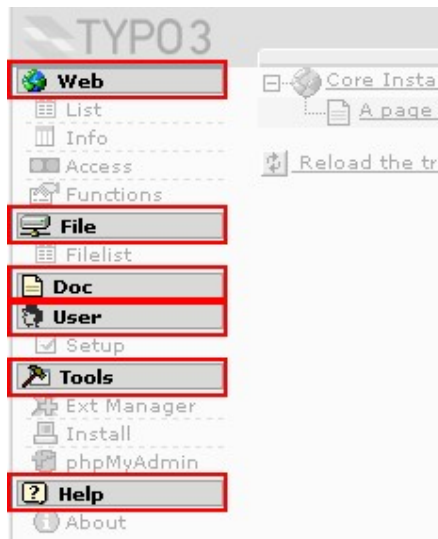 TYPO3
Web
List
Info
Access
Functions
File
Filelist
Doc
User
Setup
Tools
Ext Manager
Install
phpMyAdmin
Help
About
Core Insta
A page
Reload the tr